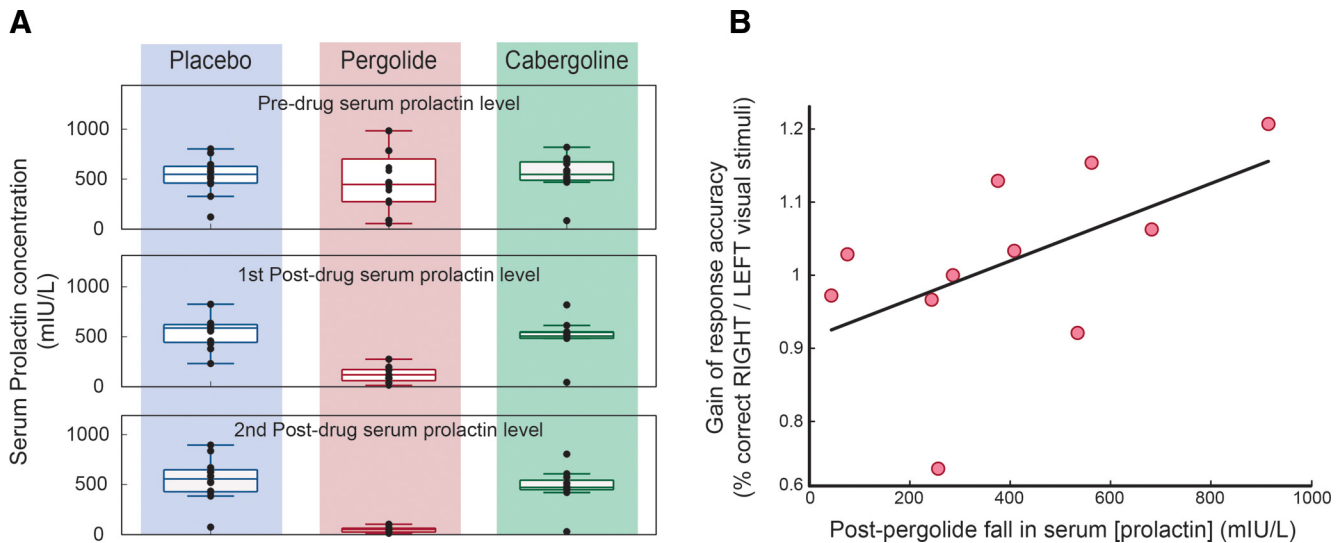 A
Placebo
Pergolide
Cabergoline
Serum Prolactin concentration
(mIU/L)
Pre-drug serum prolactin level
1000
500
0
1st Post-drug serum prolactin level
1000
500
0
2nd Post-drug serum prolactin level
1000
500
0
B
Gain of response accuracy
(% correct RIGHT / LEFT visual stimuli)
1.2
1.1
1
0.9
0.8
0.6
0
200
400
600
800
1000
Post-pergolide fall in serum [prolactin] (mIU/L)